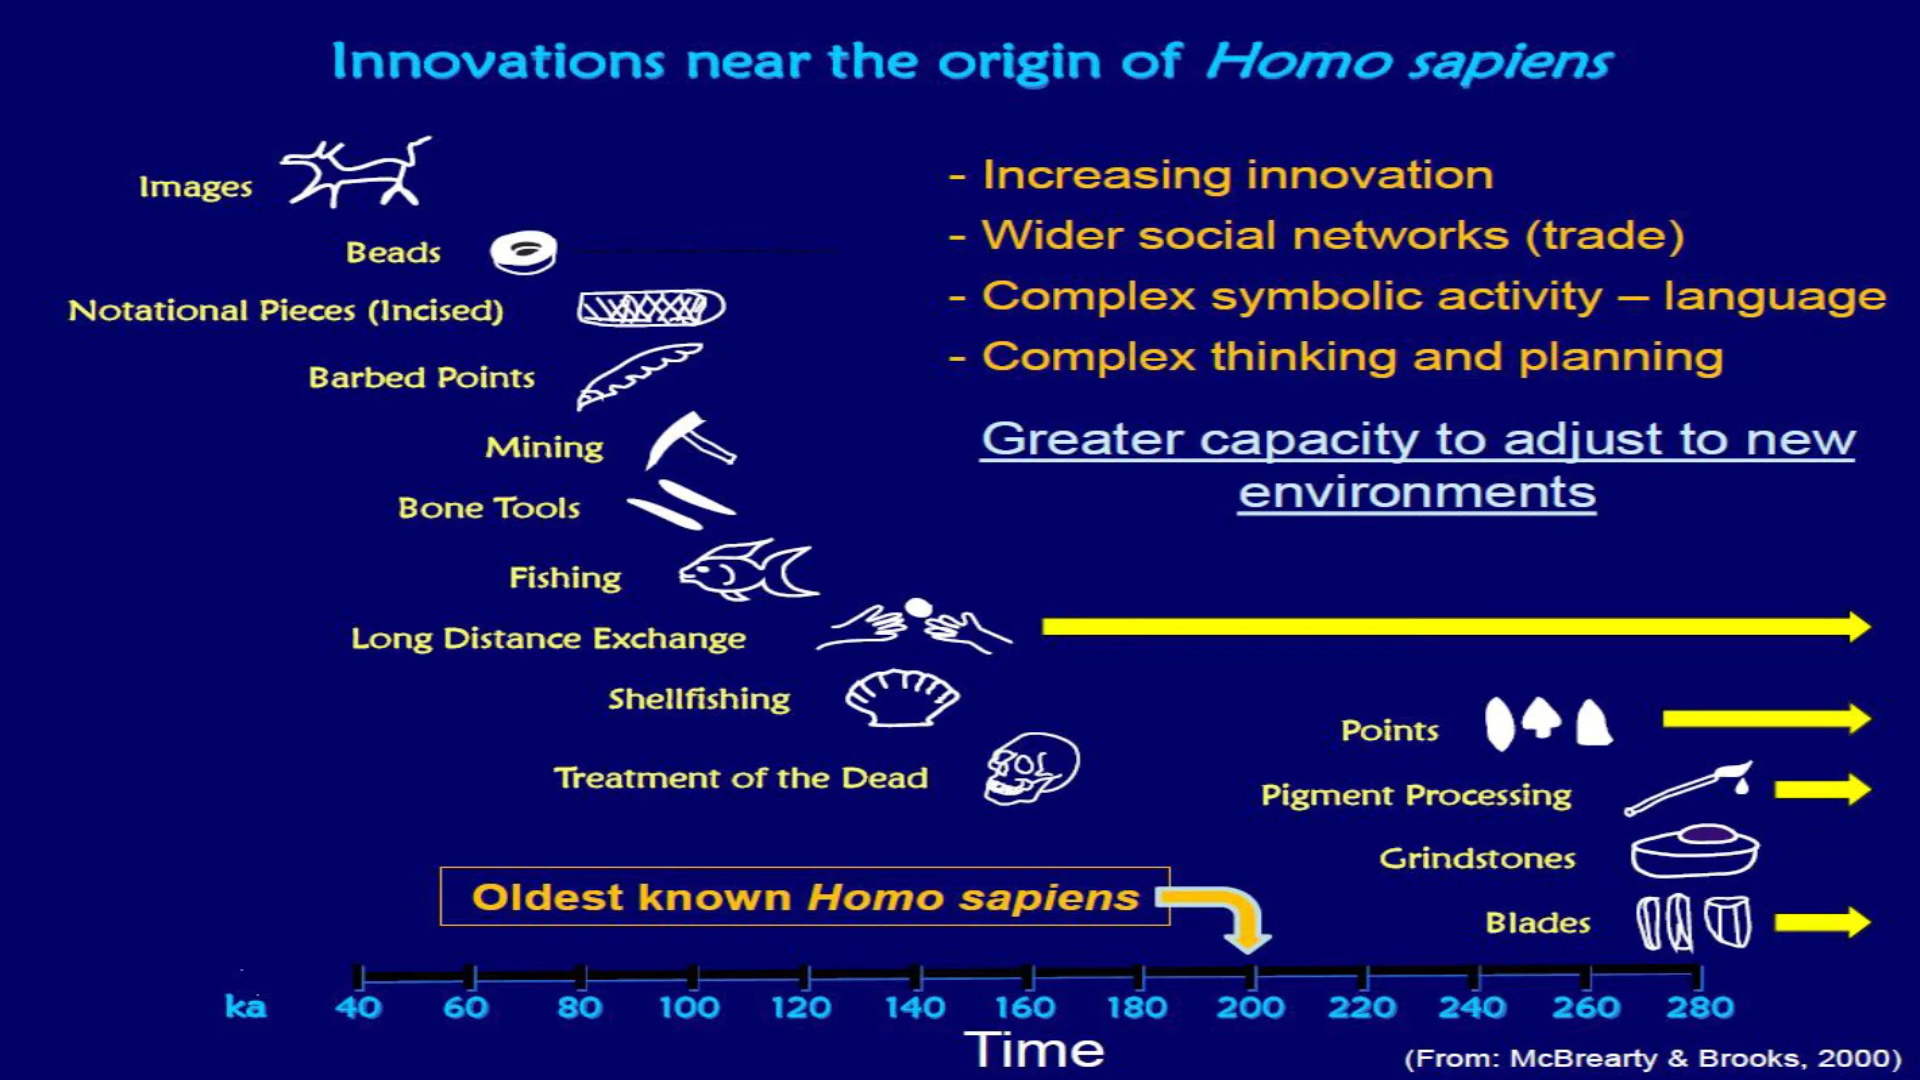 Innovations near the origin of Homo sapiens
Images
Beads
Notational Pieces (Incised)
Barbed Points
Mining
Bone Tools
Fishing
Long Distance Exchange
Shellfishing
Treatment of the Dead
- Increasing innovation
- Wider social networks (trade)
- Complex symbolic activity – language
- Complex thinking and planning
Greater capacity to adjust to new
environments
Points
Pigment Processing
Grindstones
Blades
Oldest known Homo sapiens
ka 40 60 80 100 120 140 160 180 200 220 240 260 280
Time
(From: McBrearty & Brooks, 2000)